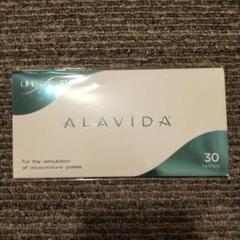 ALAVIDA
For the stimulation
of acupuncture points
30